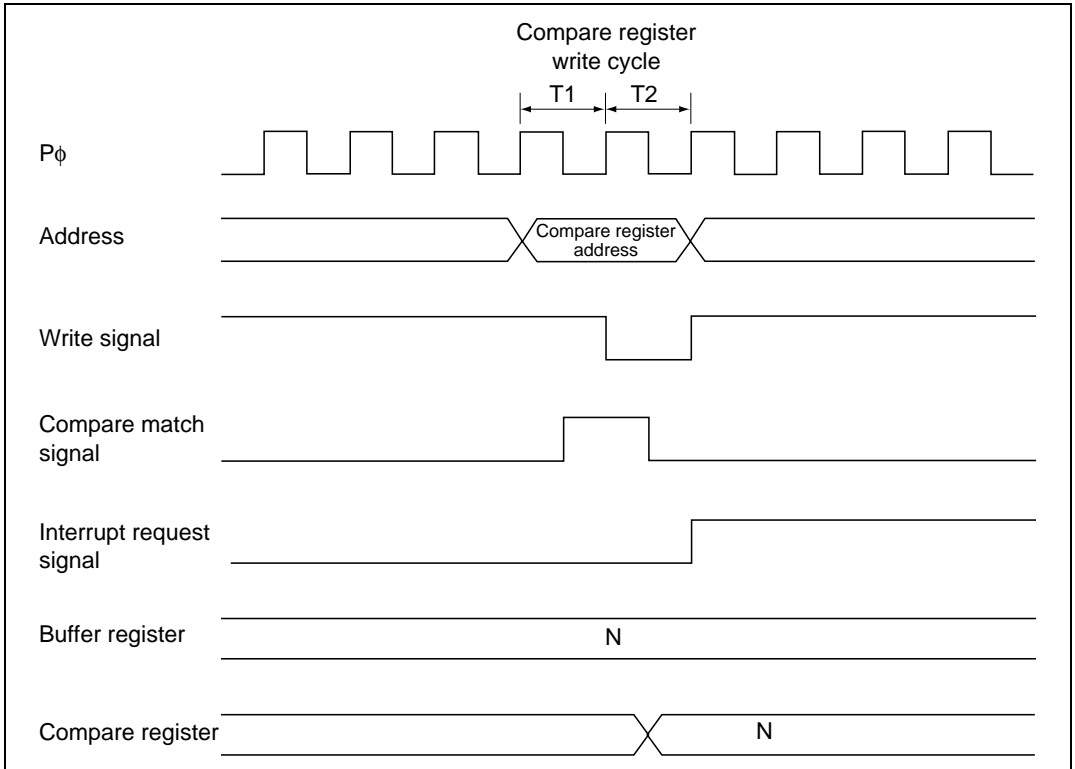 Compare register
write cycle
T1
T2
Pϕ
Address
Compare register
address
Write signal
Compare match
signal
Interrupt request
signal
Buffer register
N
Compare register
N